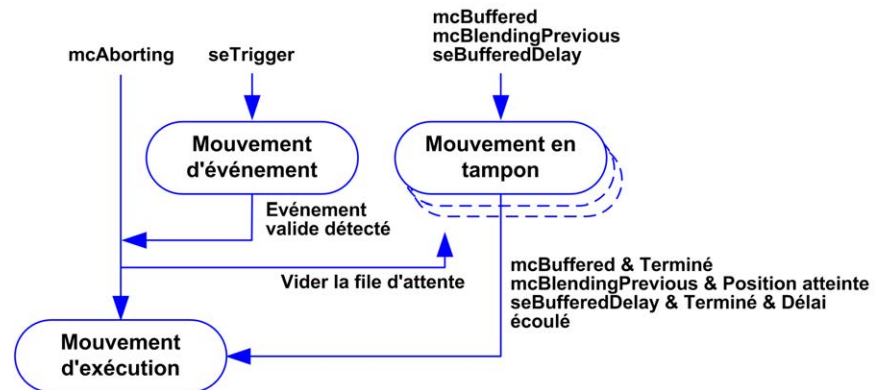 mcBuffered
mcBlendingPrevious
seBufferedDelay
mcAborting
seTrigger
Mouvement
d'événement
Mouvement en
tampon
Evénement
valide détecté
Vider la file d'attente
mcBuffered & Terminé
mcBlendingPrevious & Position atteinte
seBufferedDelay & Terminé & Délai
écoulé
Mouvement
d'exécution